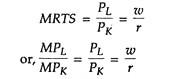 MRTS = P_L / P_K = w / r
or, MP_L / MP_K = P_L / P_K = w / r